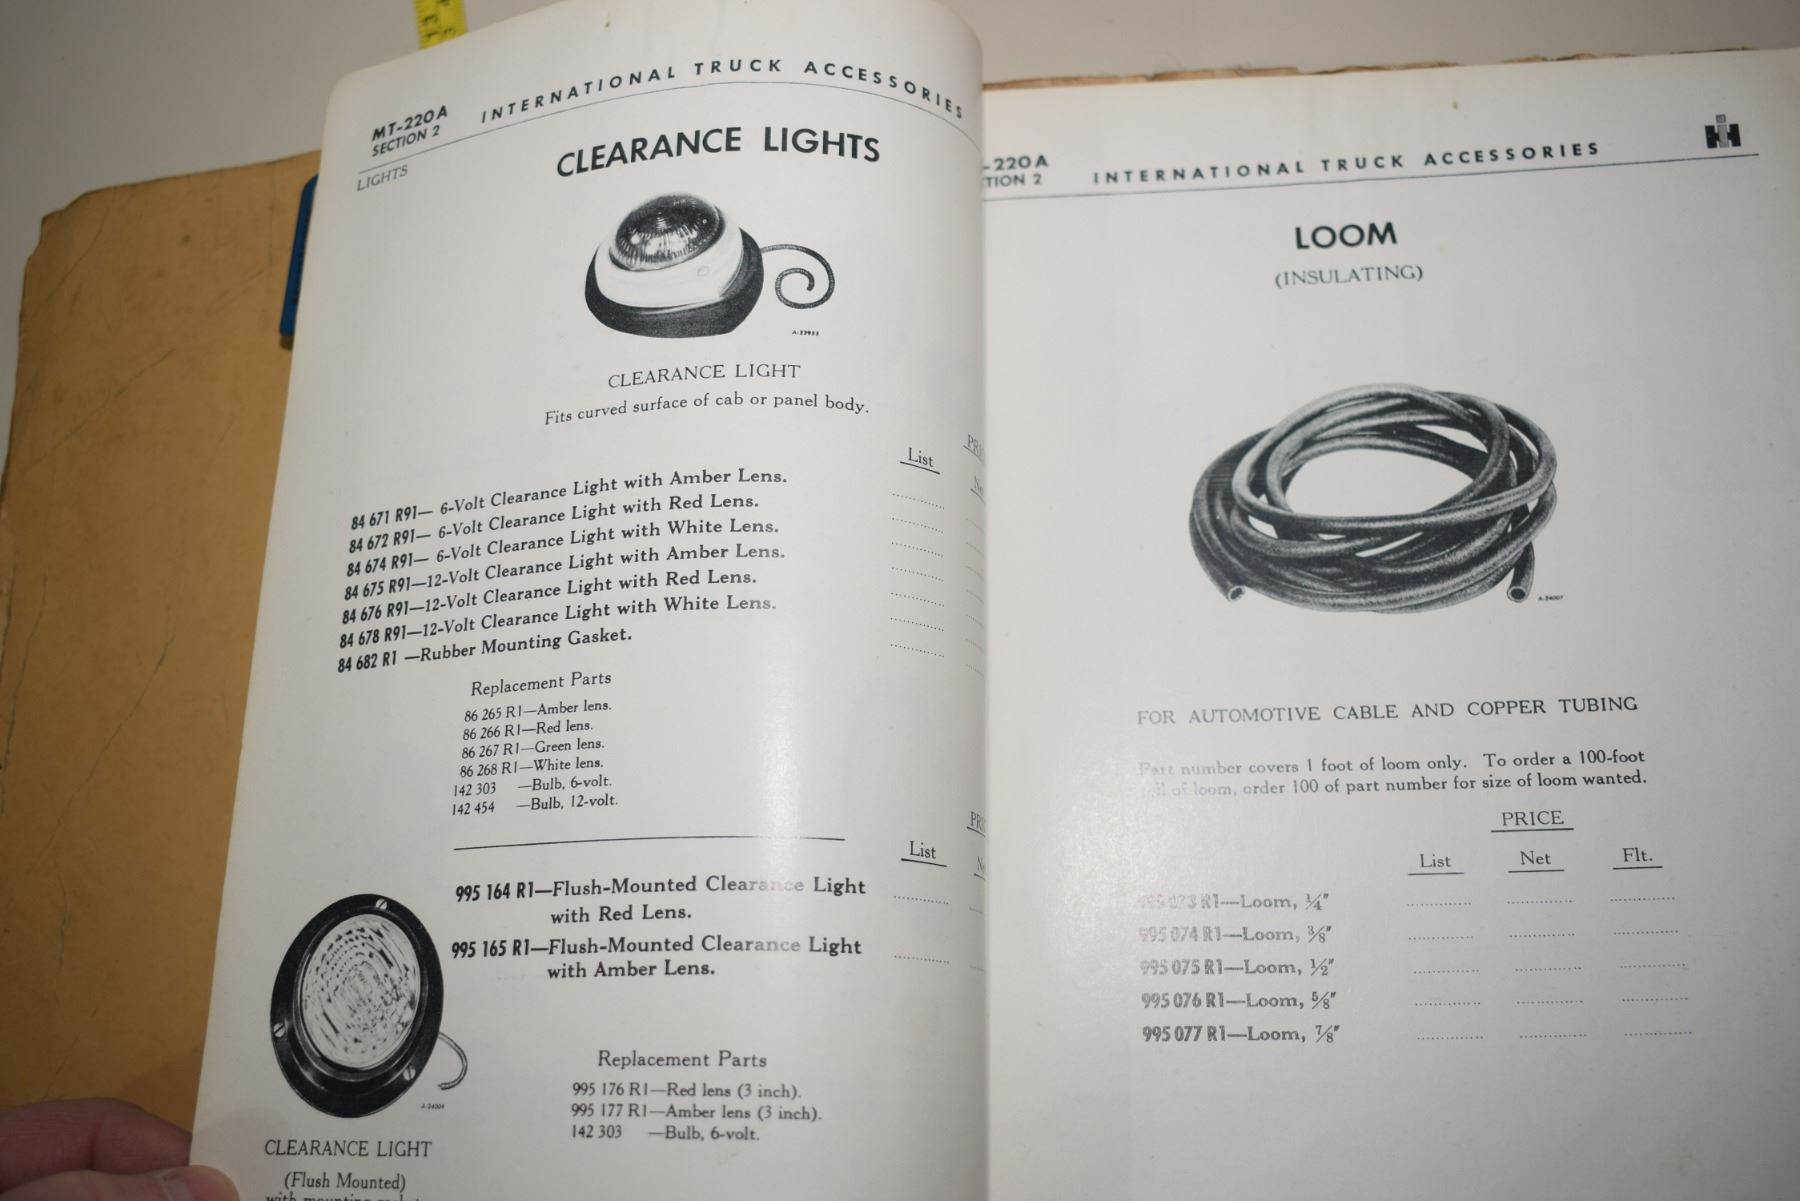 MT-220A
SECTION 2
INTERNATIONAL TRUCK ACCESSORIES
LIGHTS
CLEARANCE LIGHTS
A-23955
CLEARANCE LIGHT
Fits curved surface of cab or panel body.
List
84 671 R91— 6-Volt Clearance Light with Amber Lens.
84 672 R91— 6-Volt Clearance Light with Red Lens.
84 674 R91— 6-Volt Clearance Light with White Lens.
84 675 R91—12-Volt Clearance Light with Amber Lens.
84 676 R91—12-Volt Clearance Light with Red Lens.
84 678 R91—12-Volt Clearance Light with White Lens.
84 682 R1 —Rubber Mounting Gasket.
Replacement Parts
86 265 R1—Amber lens.
86 266 R1—Red lens.
86 267 R1—Green lens.
86 268 R1—White lens.
142 303 —Bulb, 6-volt.
142 454 —Bulb, 12-volt.
List
995 164 R1—Flush-Mounted Clearance Light
with Red Lens.
995 165 R1—Flush-Mounted Clearance Light
with Amber Lens.
Replacement Parts
995 176 R1—Red lens (3 inch).
995 177 R1—Amber lens (3 inch).
142 303 —Bulb, 6-volt.
CLEARANCE LIGHT
(Flush Mounted)
-220A
TION 2
INTERNATIONAL TRUCK ACCESSORIES
IH
LOOM
(INSULATING)
A-24007
FOR AUTOMOTIVE CABLE AND COPPER TUBING
Part number covers 1 foot of loom only. To order a 100-foot
of loom, order 100 of part number for size of loom wanted.
PRICE
List Net Flt.
995 073 R1—Loom, 1/4"
995 074 R1—Loom, 3/8"
995 075 R1—Loom, 1/2"
995 076 R1—Loom, 5/8"
995 077 R1—Loom, 7/8"